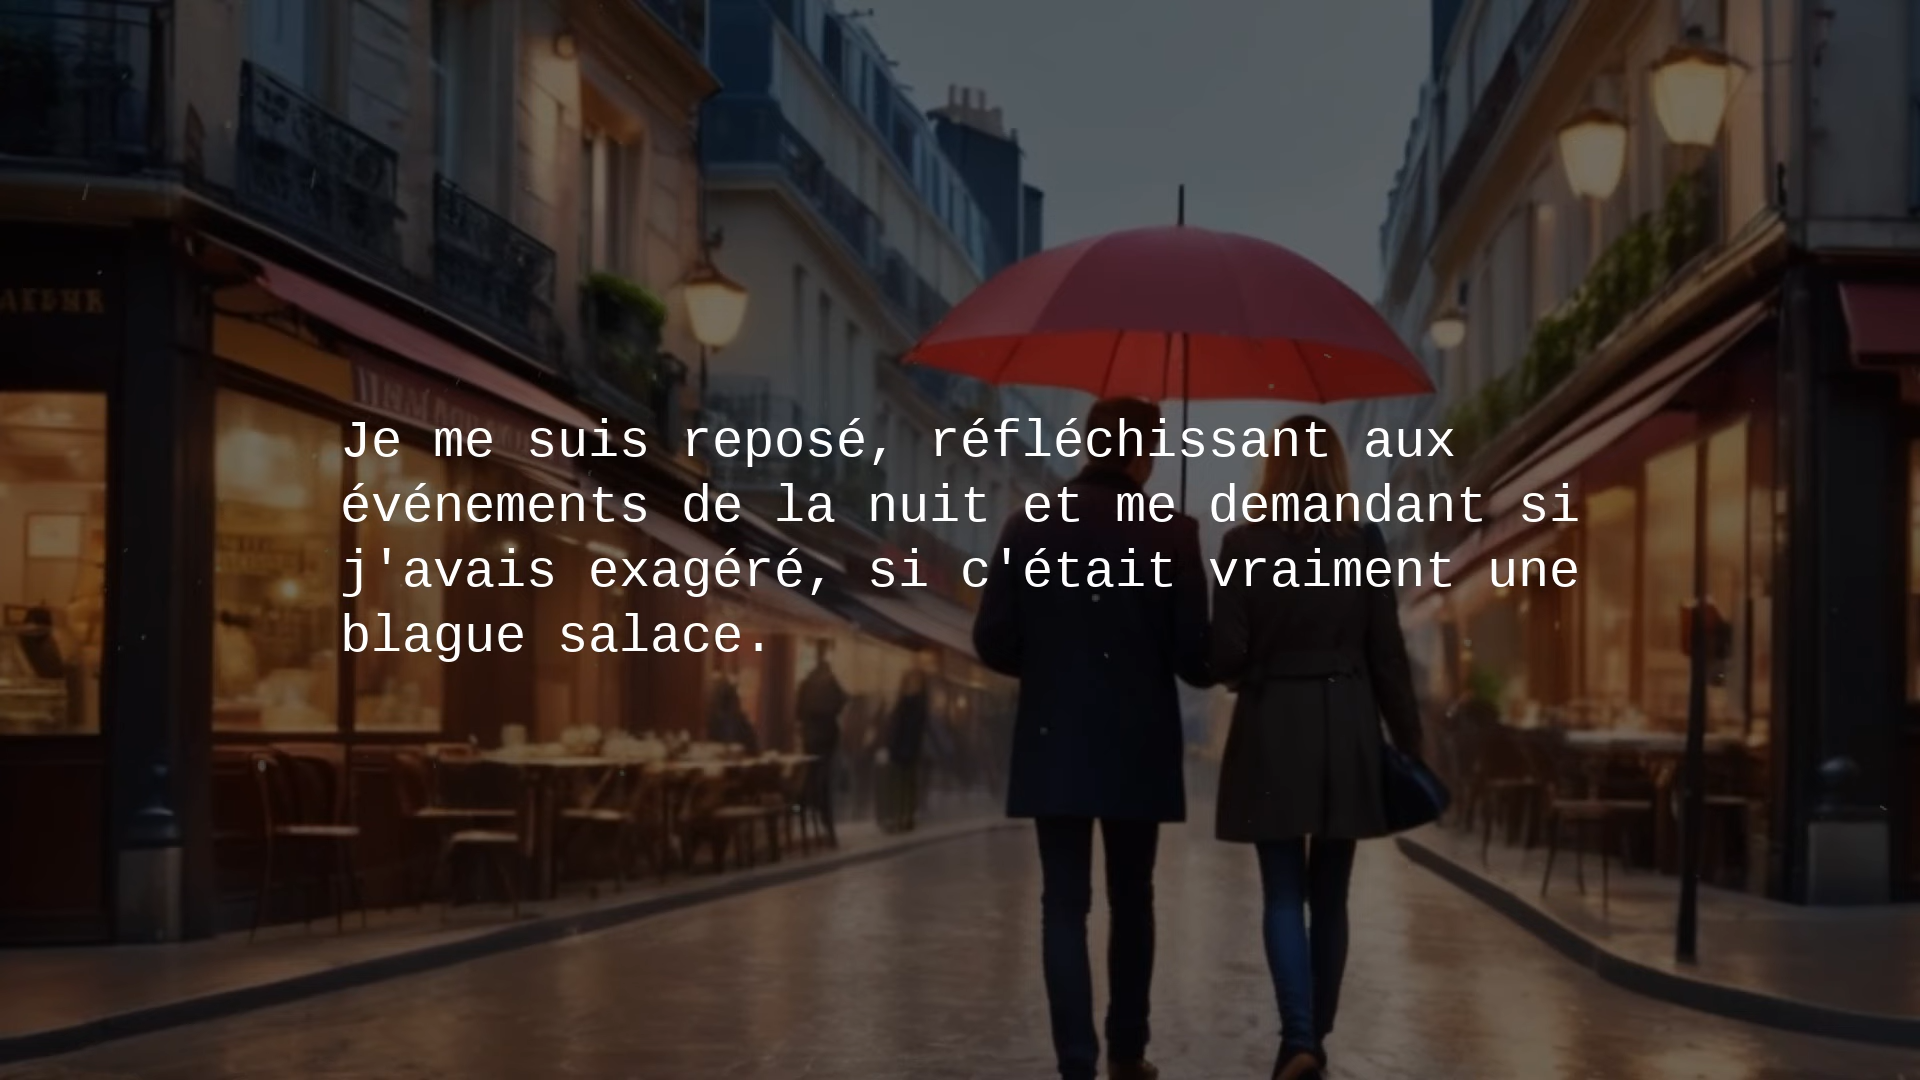 Je me suis reposé, réfléchissant aux
événements de la nuit et me demandant si
j'avais exagéré, si c'était vraiment une
blague salace.